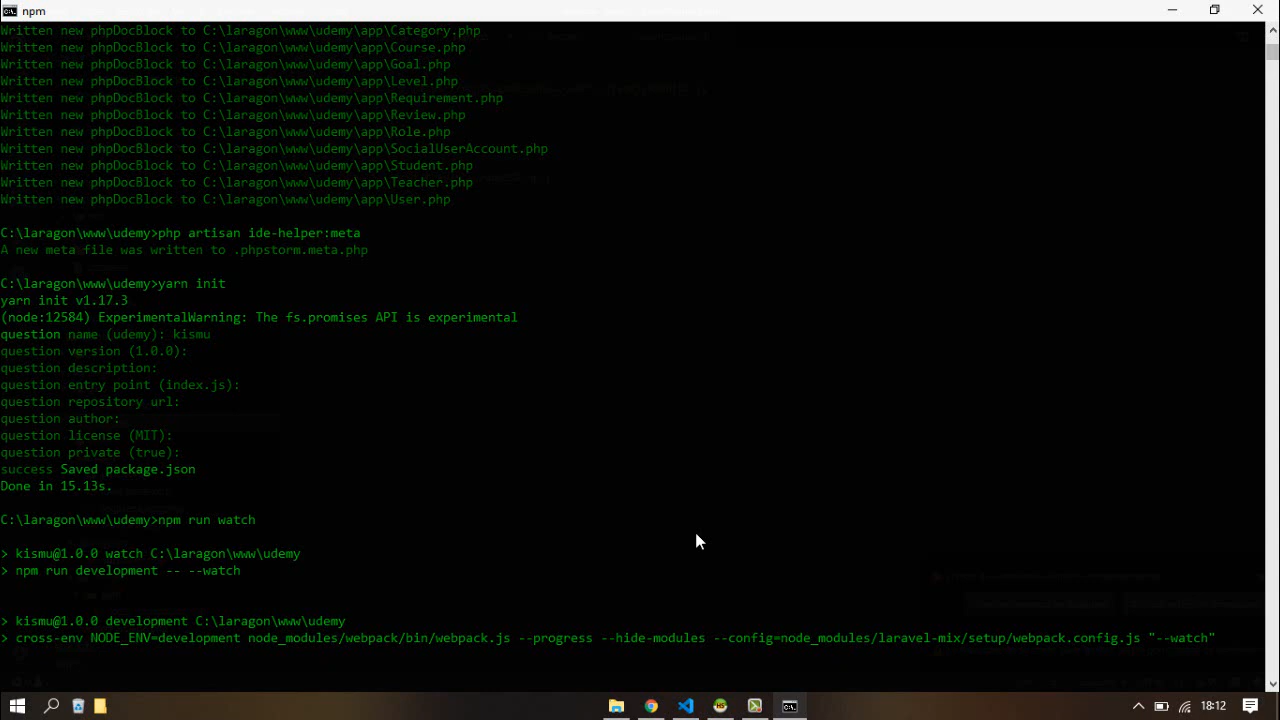 npm
Written new phpDocBlock to C:\laragon\www\udemy\app\Category.php
Written new phpDocBlock to C:\laragon\www\udemy\app\Course.php
Written new phpDocBlock to C:\laragon\www\udemy\app\Goal.php
Written new phpDocBlock to C:\laragon\www\udemy\app\Level.php
Written new phpDocBlock to C:\laragon\www\udemy\app\Requirement.php
Written new phpDocBlock to C:\laragon\www\udemy\app\Review.php
Written new phpDocBlock to C:\laragon\www\udemy\app\Role.php
Written new phpDocBlock to C:\laragon\www\udemy\app\SocialUserAccount.php
Written new phpDocBlock to C:\laragon\www\udemy\app\Student.php
Written new phpDocBlock to C:\laragon\www\udemy\app\Teacher.php
Written new phpDocBlock to C:\laragon\www\udemy\app\User.php
C:\laragon\www\udemy>php artisan ide-helper:meta
A new meta file was written to .phpstorm.meta.php
C:\laragon\www\udemy>yarn init
yarn init v1.17.3
(node:12584) ExperimentalWarning: The fs.promises API is experimental
question name (udemy): kismu
question version (1.0.0):
question description:
question entry point (index.js):
question repository url:
question author:
question license (MIT):
question private (true):
success Saved package.json
Done in 15.13s.
C:\laragon\www\udemy>npm run watch
> kismu@1.0.0 watch C:\laragon\www\udemy
> npm run development -- --watch
> kismu@1.0.0 development C:\laragon\www\udemy
> cross-env NODE_ENV=development node_modules/webpack/bin/webpack.js --progress --hide-modules --config=node_modules/laravel-mix/setup/webpack.config.js "--watch"
18:12